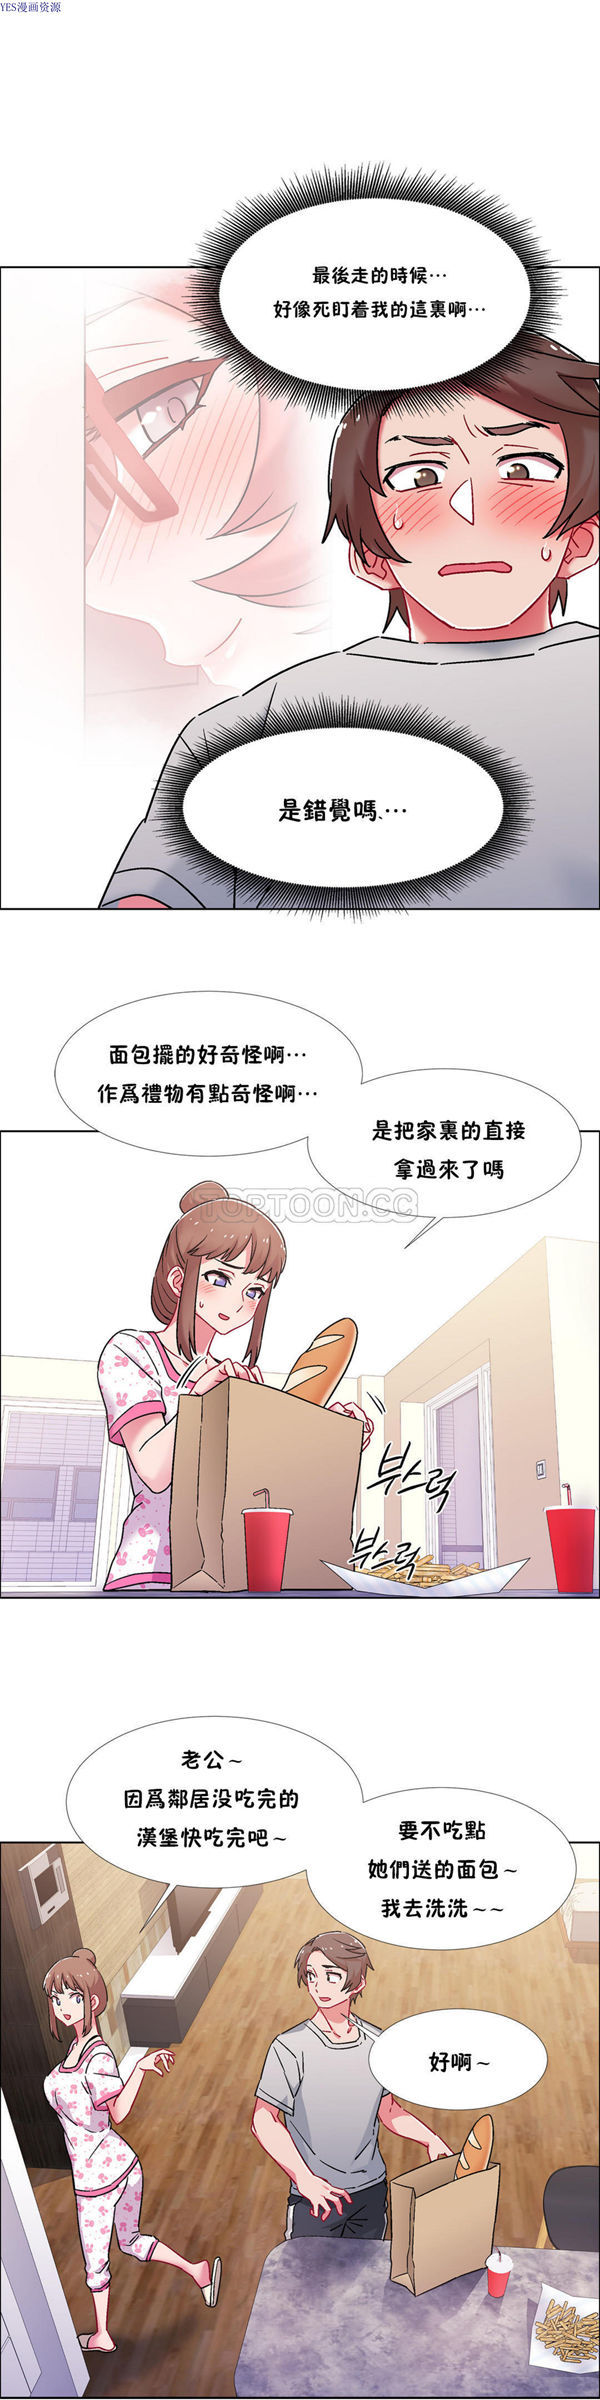 YES漫画资源
最後走的時候…
好像死盯着我的這裏啊…
是錯覺嗎…
面包擺的好奇怪啊…
作爲禮物有點奇怪啊…
是把家裏的直接
拿過來了嗎
TOPTOON.CC
부스럭
부스럭
老公~
因爲鄰居没吃完的
漢堡快吃完吧~
要不吃點
她們送的面包~
我去洗洗~~
好啊~